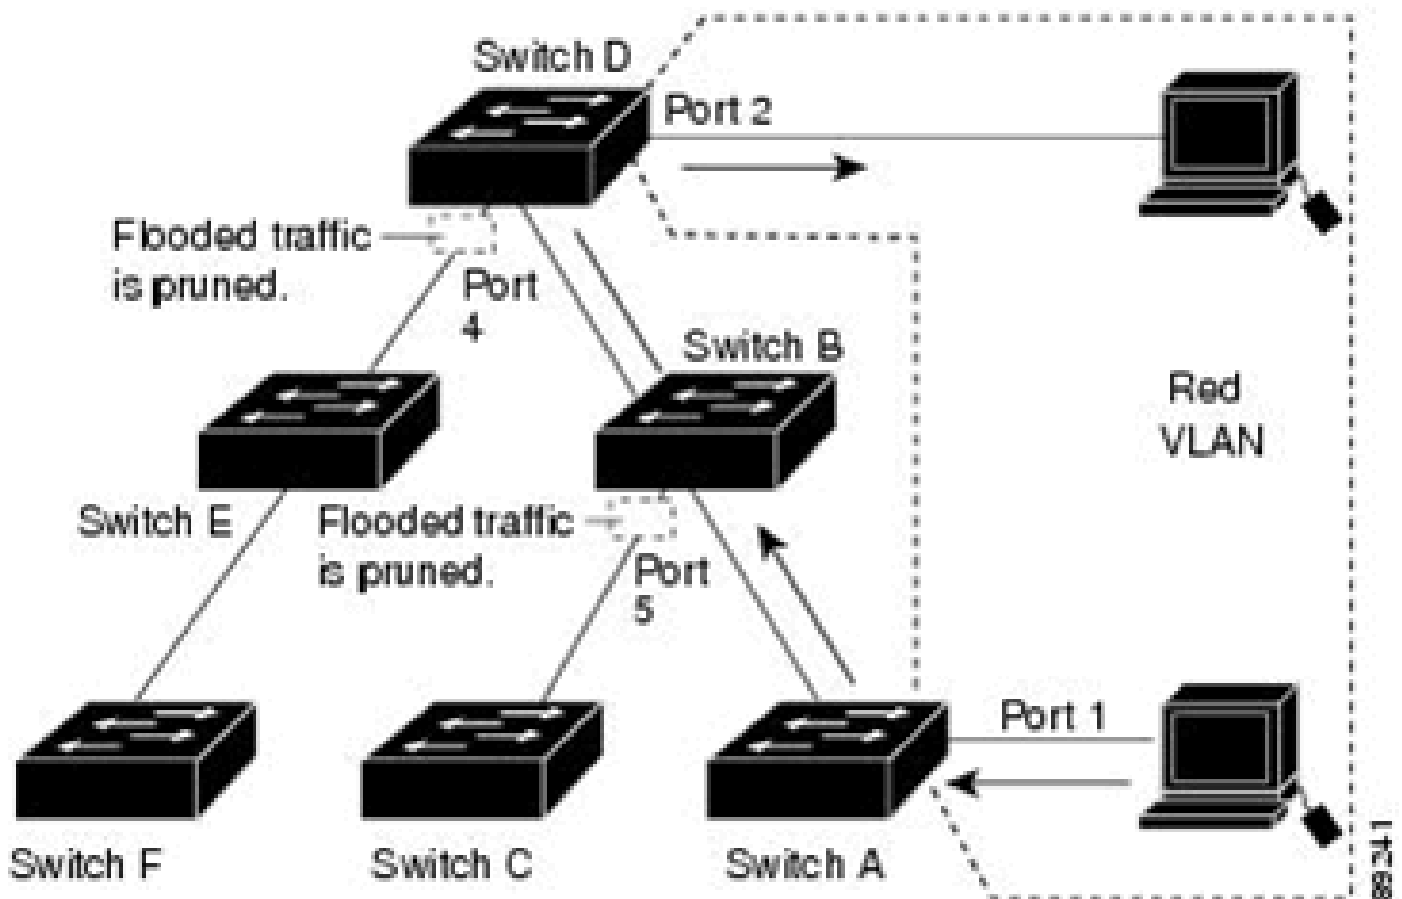 Switch D
Port 2
Flooded traffic
is pruned.
Port
4
Switch B
Red
VLAN
Switch E
Flooded traffic
is pruned.
Port
5
Port 1
Switch F
Switch C
Switch A
89241